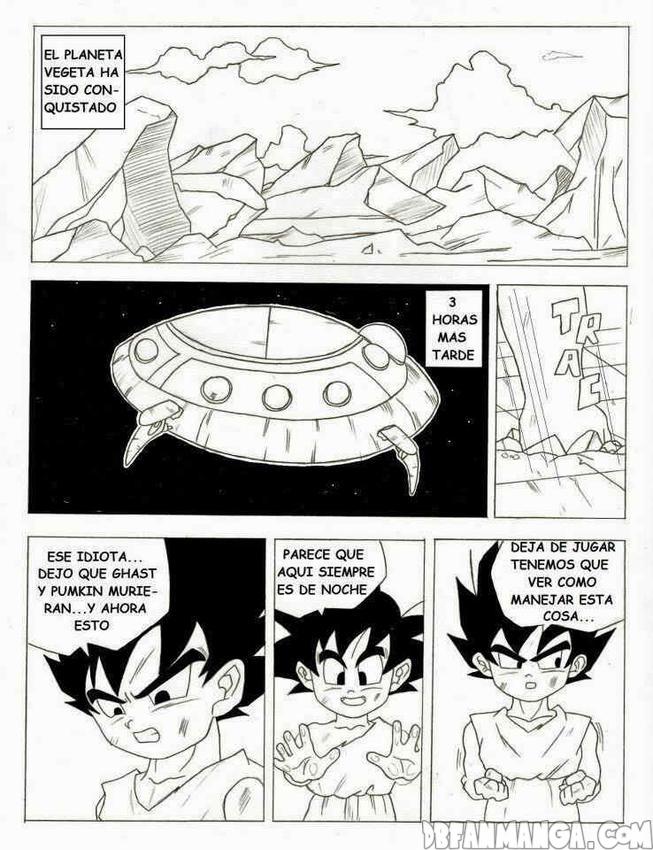 EL PLANETA
VEGETA HA
SIDO CON-
QUISTADO
3
HORAS
MAS
TARDE
TRAC
ESE IDIOTA...
DEJO QUE GHAST
Y PUMKIN MURIE-
RAN...Y AHORA
ESTO
PARECE QUE
AQUI SIEMPRE
ES DE NOCHE
DEJA DE JUGAR
TENEMOS QUE
VER COMO
MANEJAR ESTA
COSA...
DBFANMANGA.COM